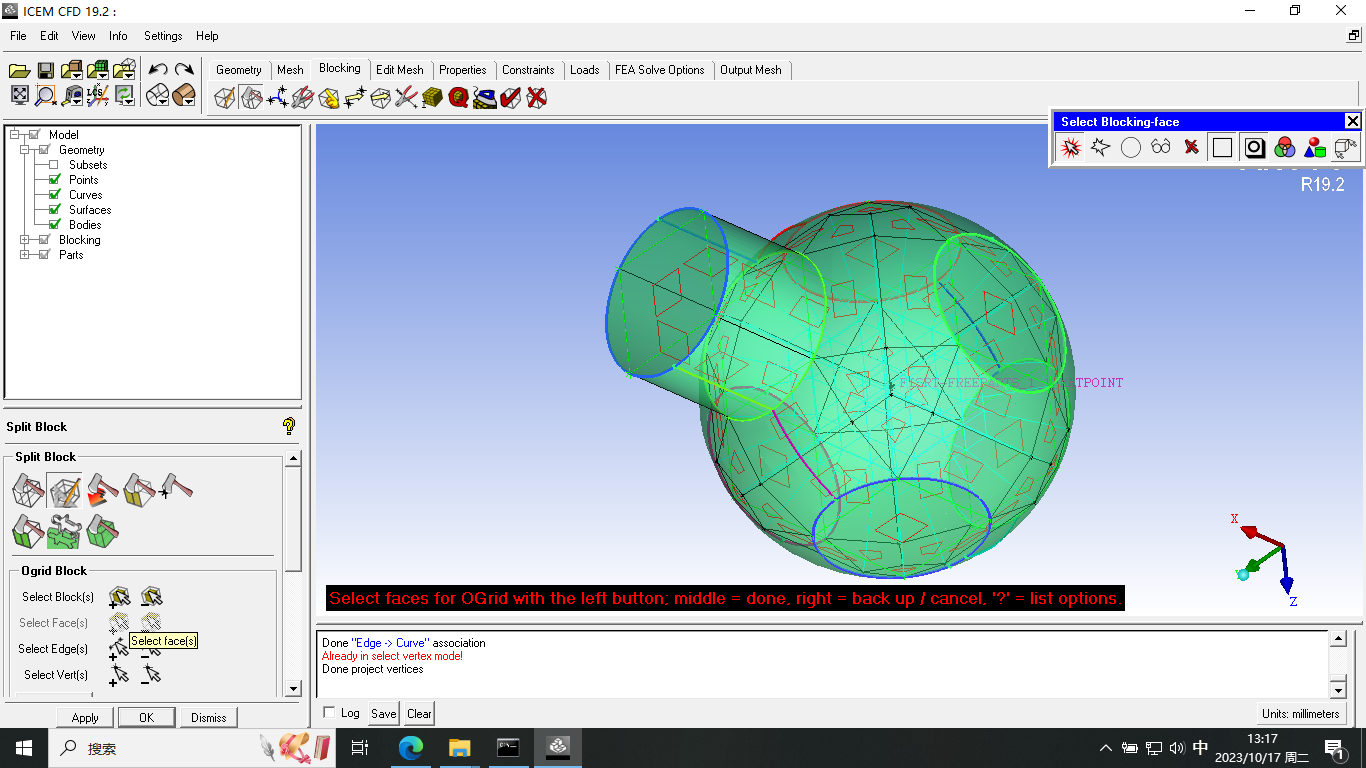 ICEM CFD 19.2 :
File Edit View Info Settings Help
Geometry Mesh Blocking Edit Mesh Properties Constraints Loads FEA Solve Options Output Mesh
Select Blocking-face
R19.2
Model
Geometry
Subsets
Points
Curves
Surfaces
Bodies
Blocking
Parts
Split Block
Split Block
Ogrid Block
Select Block(s)
Select Face(s)
Select face(s)
Select Edge(s)
Select Vert(s)
Apply OK Dismiss
X
Z
Select faces for OGrid with the left button; middle = done, right = back up / cancel, '?' = list options.
Done "Edge -> Curve" association
Already in select vertex mode!
Done project vertices
Log Save Clear
Units: millimeters
搜索
中
13:17
2023/10/17 周二
1